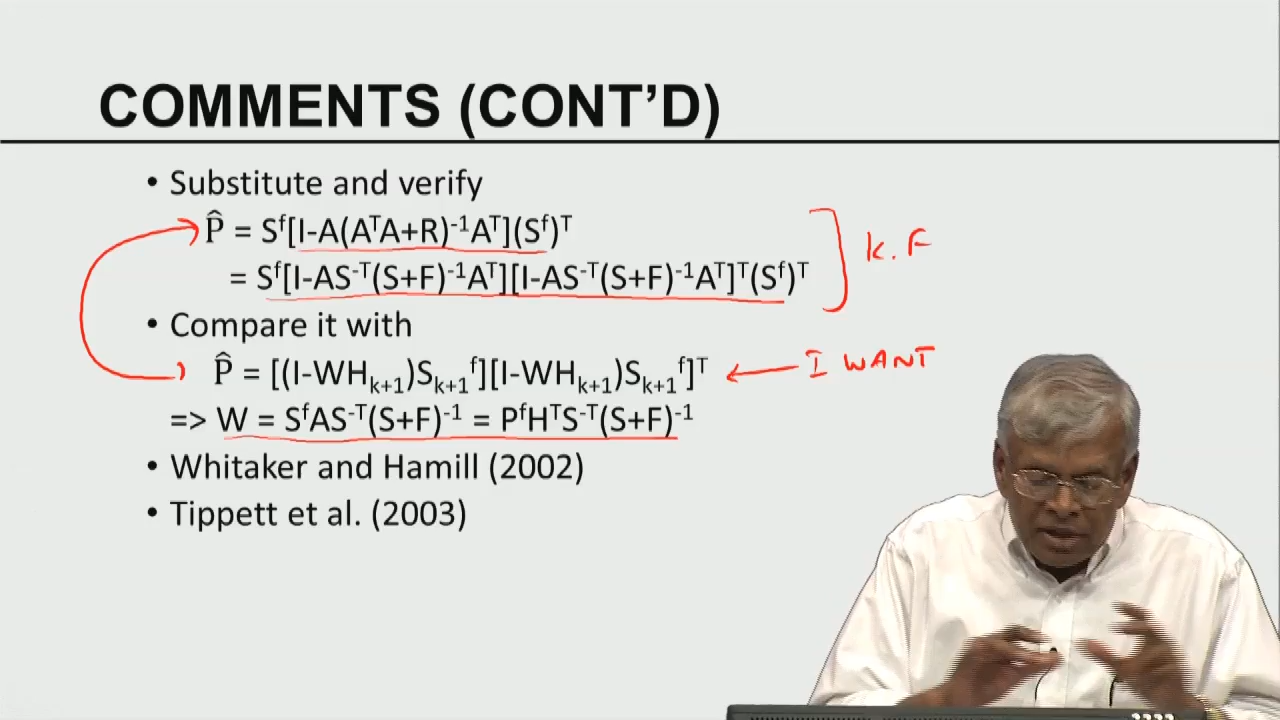 COMMENTS (CONT’D)
• Substitute and verify
P̂ = Sᶠ[I-A(AᵀA+R)⁻¹Aᵀ](Sᶠ)ᵀ
k.F
= Sᶠ[I-AS⁻ᵀ(S+F)⁻¹Aᵀ][I-AS⁻ᵀ(S+F)⁻¹Aᵀ]ᵀ(Sᶠ)ᵀ
• Compare it with
P̂ = [(I-WHₖ₊₁)Sₖ₊₁ᶠ][I-WHₖ₊₁)Sₖ₊₁ᶠ]ᵀ
I WANT
=> W = SᶠAS⁻ᵀ(S+F)⁻¹ = PᶠHᵀS⁻ᵀ(S+F)⁻¹
• Whitaker and Hamill (2002)
• Tippett et al. (2003)